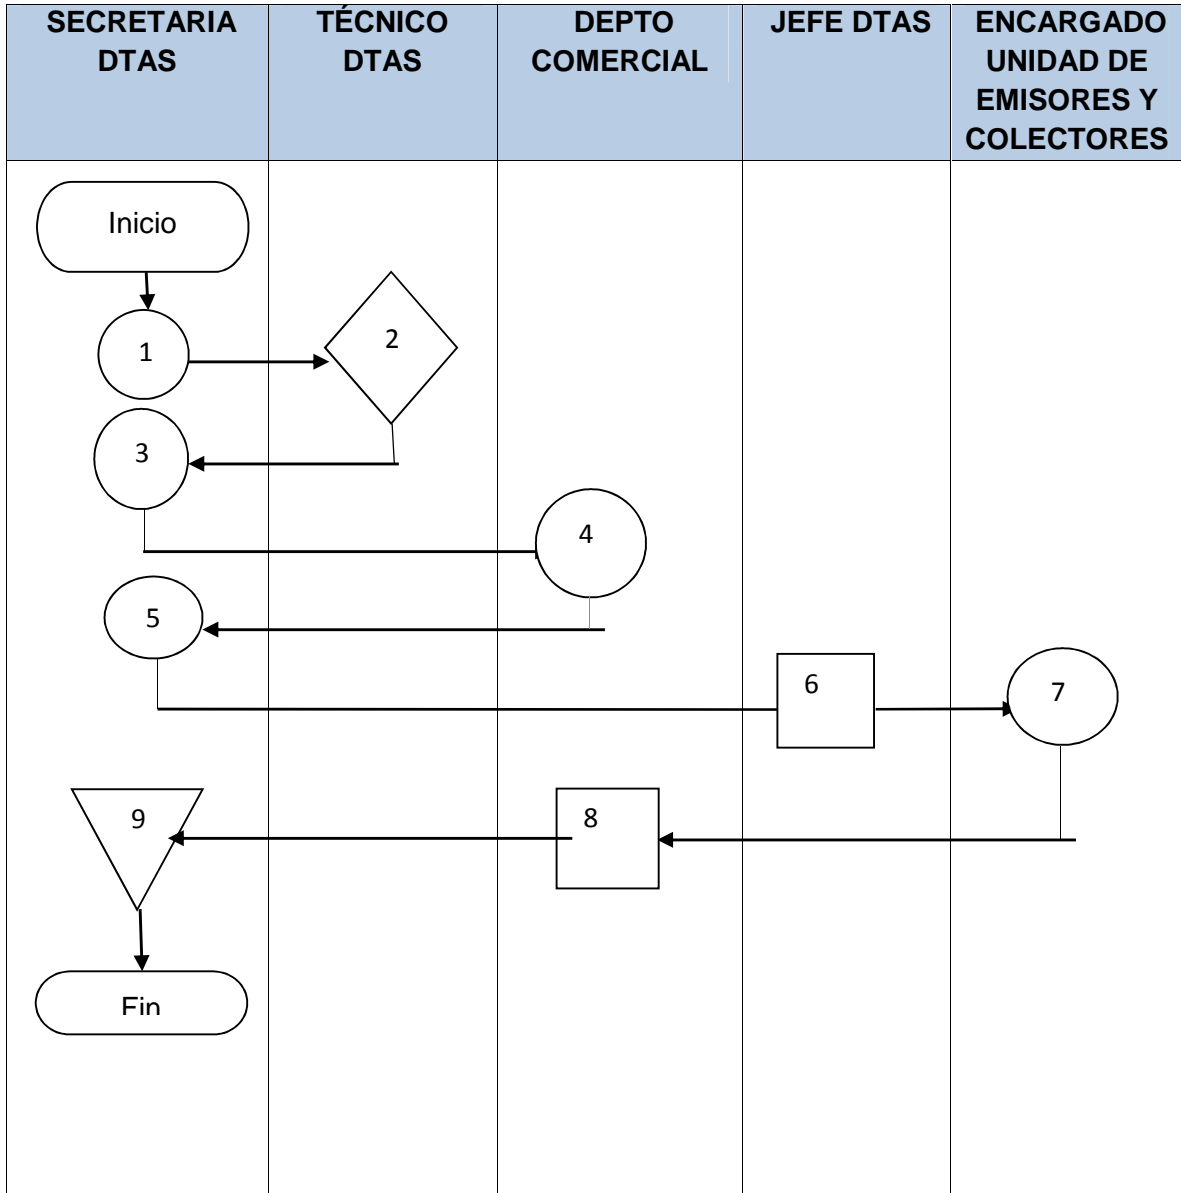 SECRETARIA
DTAS
TÉCNICO
DTAS
DEPTO
COMERCIAL
JEFE DTAS
ENCARGADO
UNIDAD DE
EMISORES Y
COLECTORES
Inicio
1
2
3
4
5
6
7
8
9
Fin